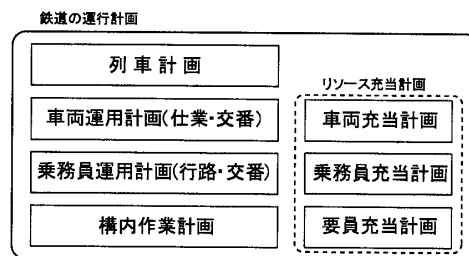 鉄道の運行計画
列車計画
リソース充当計画
車両運用計画(仕業・交番)
車両充当計画
乗務員運用計画(行路・交番)
乗務員充当計画
構内作業計画
要員充当計画